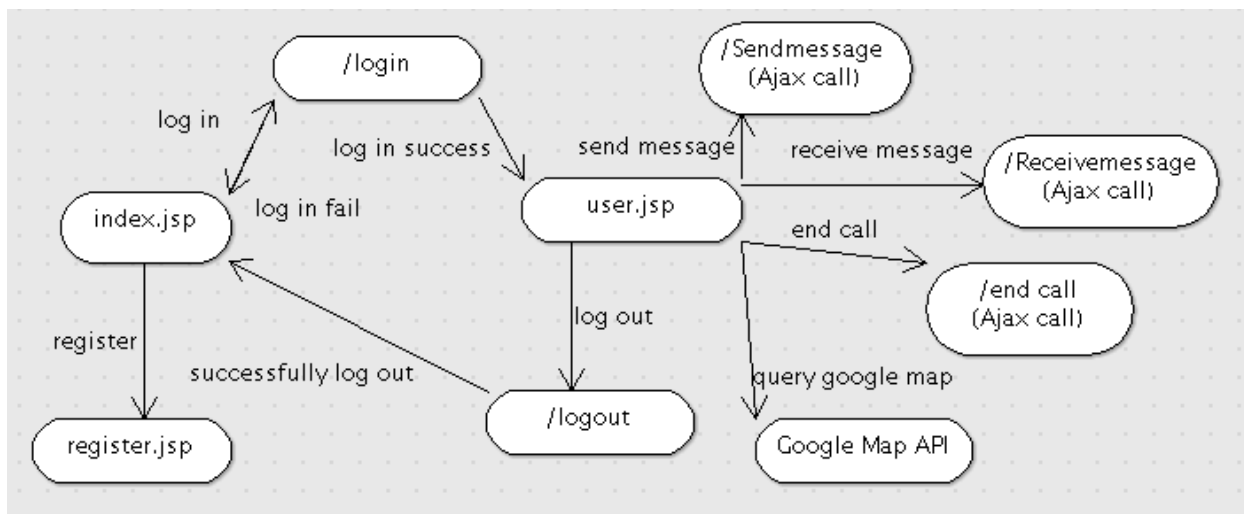 /login
/Sendmessage
(Ajax call)
log in
log in success
send message
receive message
/Receivemessage
(Ajax call)
index.jsp
log in fail
user.jsp
end call
/end call
(Ajax call)
register
log out
successfully log out
query google map
register.jsp
/logout
Google Map API